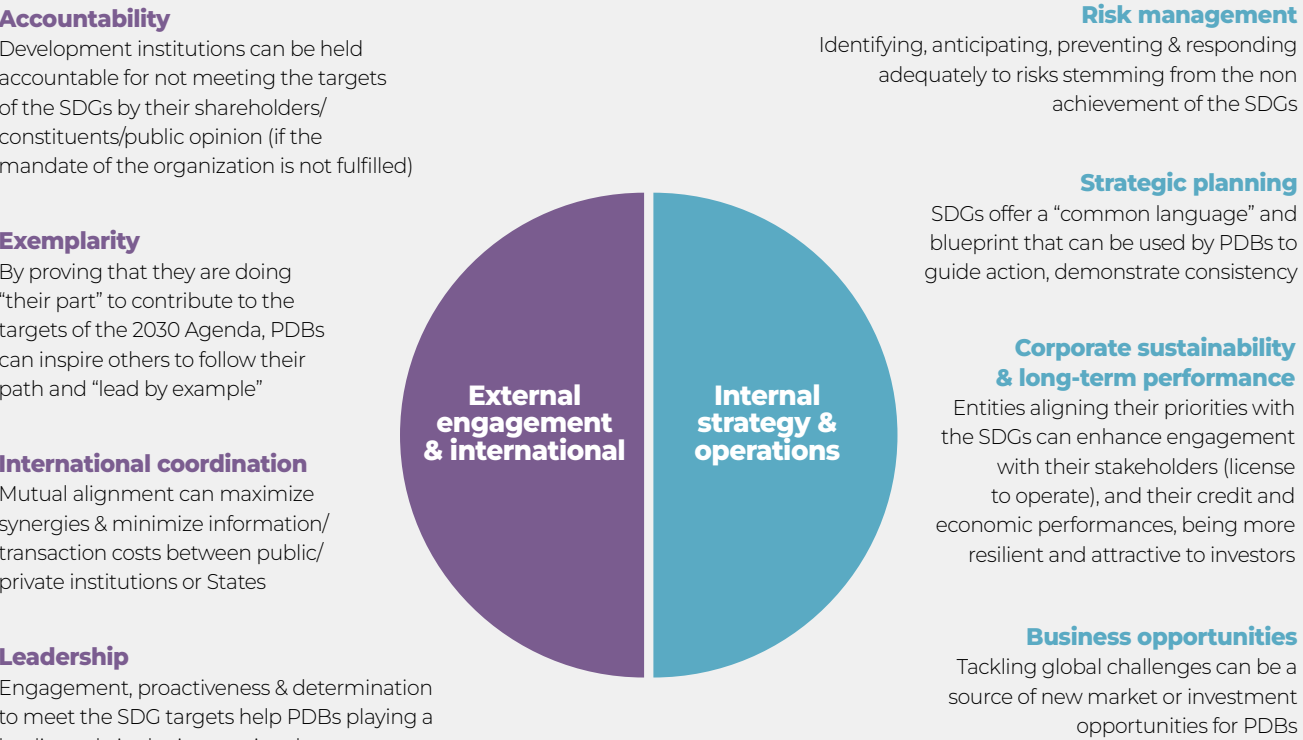 Accountability
Development institutions can be held
accountable for not meeting the targets
of the SDGs by their shareholders/
constituents/public opinion (if the
mandate of the organization is not fulfilled)
Exemplarity
By proving that they are doing
“their part” to contribute to the
targets of the 2030 Agenda, PDBs
can inspire others to follow their
path and “lead by example”
International coordination
Mutual alignment can maximize
synergies & minimize information/
transaction costs between public/
private institutions or States
Leadership
Engagement, proactiveness & determination
to meet the SDG targets help PDBs playing a
External
engagement
& international
Internal
strategy &
operations
Risk management
Identifying, anticipating, preventing & responding
adequately to risks stemming from the non
achievement of the SDGs
Strategic planning
SDGs offer a “common language” and
blueprint that can be used by PDBs to
guide action, demonstrate consistency
Corporate sustainability
& long-term performance
Entities aligning their priorities with
the SDGs can enhance engagement
with their stakeholders (license
to operate), and their credit and
economic performances, being more
resilient and attractive to investors
Business opportunities
Tackling global challenges can be a
source of new market or investment
opportunities for PDBs